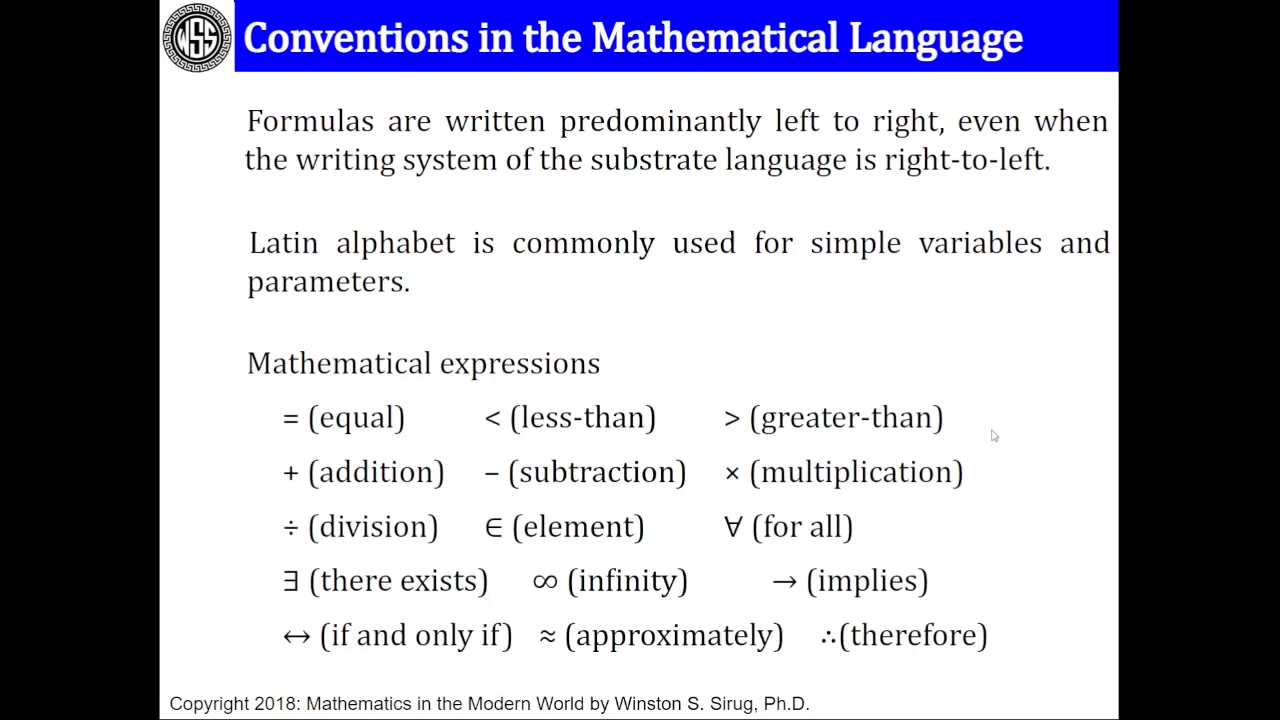 WSS
Conventions in the Mathematical Language
Formulas are written predominantly left to right, even when
the writing system of the substrate language is right-to-left.
Latin alphabet is commonly used for simple variables and
parameters.
Mathematical expressions
= (equal) < (less-than) > (greater-than)
+ (addition) − (subtraction) × (multiplication)
÷ (division) ∈ (element) ∀ (for all)
∃ (there exists) ∞ (infinity) → (implies)
↔ (if and only if) ≈ (approximately) ∴(therefore)
Copyright 2018: Mathematics in the Modern World by Winston S. Sirug, Ph.D.